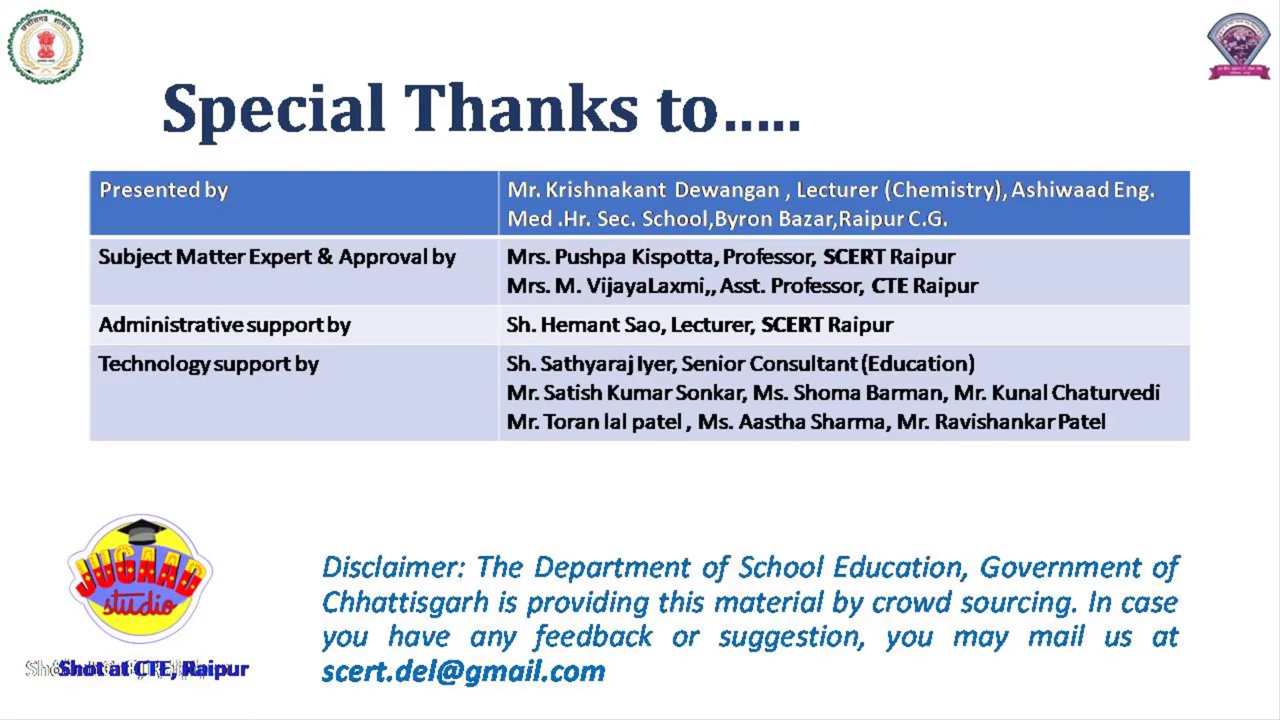 छत्तीसगढ़ शासन
Special Thanks to.....
Presented by
Mr. Krishnakant Dewangan , Lecturer (Chemistry), Ashiwaad Eng.
Med .Hr. Sec. School,Byron Bazar,Raipur C.G.
Subject Matter Expert & Approval by
Mrs. Pushpa Kispotta, Professor, SCERT Raipur
Mrs. M. VijayaLaxmi,, Asst. Professor, CTE Raipur
Administrative support by
Sh. Hemant Sao, Lecturer, SCERT Raipur
Technology support by
Sh. Sathyaraj Iyer, Senior Consultant (Education)
Mr. Satish Kumar Sonkar, Ms. Shoma Barman, Mr. Kunal Chaturvedi
Mr. Toran lal patel , Ms. Aastha Sharma, Mr. Ravishankar Patel
JUGAAD
studio
Shot at CTE, Raipur
Disclaimer: The Department of School Education, Government of
Chhattisgarh is providing this material by crowd sourcing. In case
you have any feedback or suggestion, you may mail us at
scert.del@gmail.com